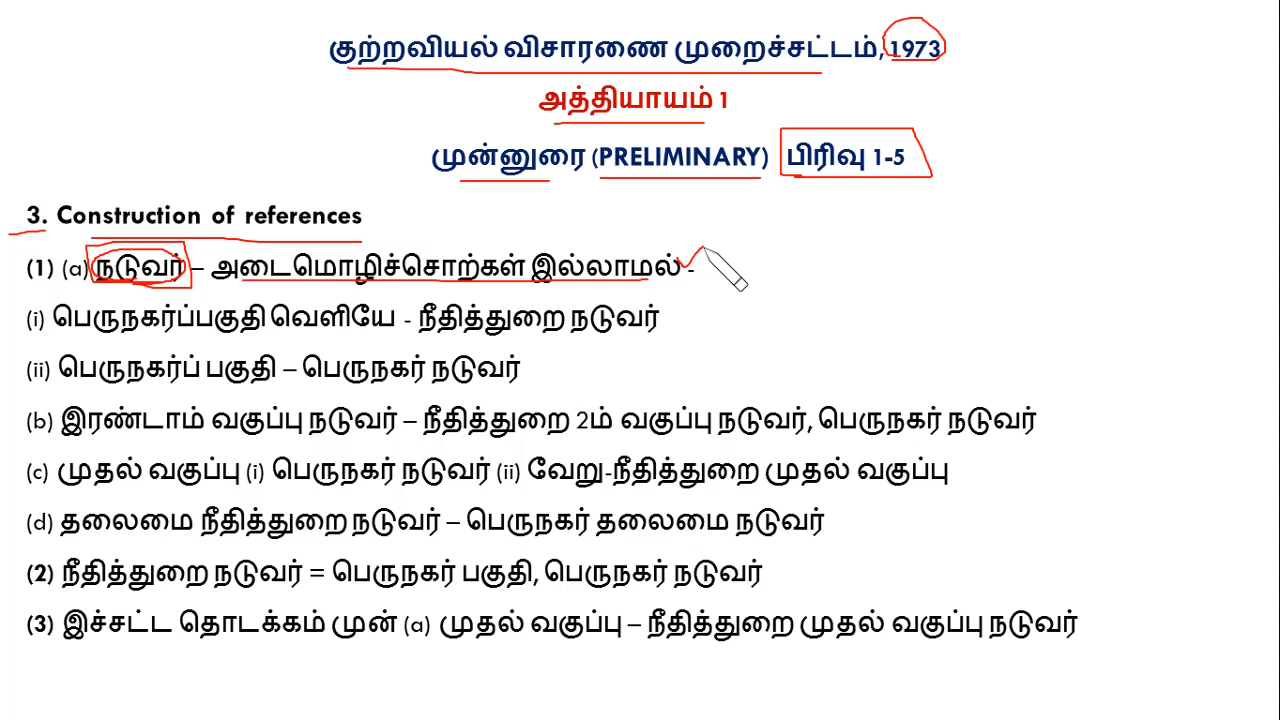 குற்றவியல் விசாரணை முறைச்சட்டம், 1973
அத்தியாயம் 1
முன்னுரை (PRELIMINARY) பிரிவு 1-5
3. Construction of references
(1) (a) நடுவர் – அடைமொழிச்சொற்கள் இல்லாமல் -
(i) பெருநகர்ப்பகுதி வெளியே - நீதித்துறை நடுவர்
(ii) பெருநகர்ப் பகுதி – பெருநகர் நடுவர்
(b) இரண்டாம் வகுப்பு நடுவர் – நீதித்துறை 2ம் வகுப்பு நடுவர், பெருநகர் நடுவர்
(c) முதல் வகுப்பு (i) பெருநகர் நடுவர் (ii) வேறு-நீதித்துறை முதல் வகுப்பு
(d) தலைமை நீதித்துறை நடுவர் – பெருநகர் தலைமை நடுவர்
(2) நீதித்துறை நடுவர் = பெருநகர் பகுதி, பெருநகர் நடுவர்
(3) இச்சட்ட தொடக்கம் முன் (a) முதல் வகுப்பு – நீதித்துறை முதல் வகுப்பு நடுவர்